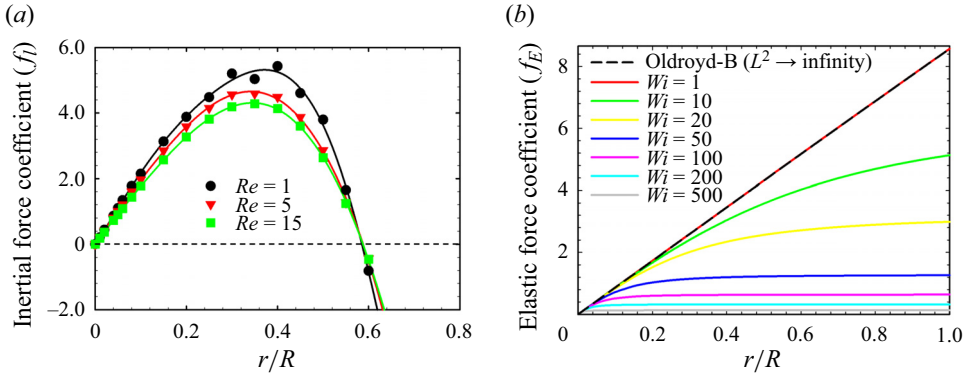 (a)
Inertial force coefficient (fI)
6.0
4.0
2.0
0
–2.0
Re = 1
Re = 5
Re = 15
0
0.2
0.4
0.6
0.8
r/R
(b)
Elastic force coefficient (fE)
8
6
4
2
Oldroyd-B (L² → infinity)
Wi = 1
Wi = 10
Wi = 20
Wi = 50
Wi = 100
Wi = 200
Wi = 500
0
0.2
0.4
0.6
0.8
1.0
r/R